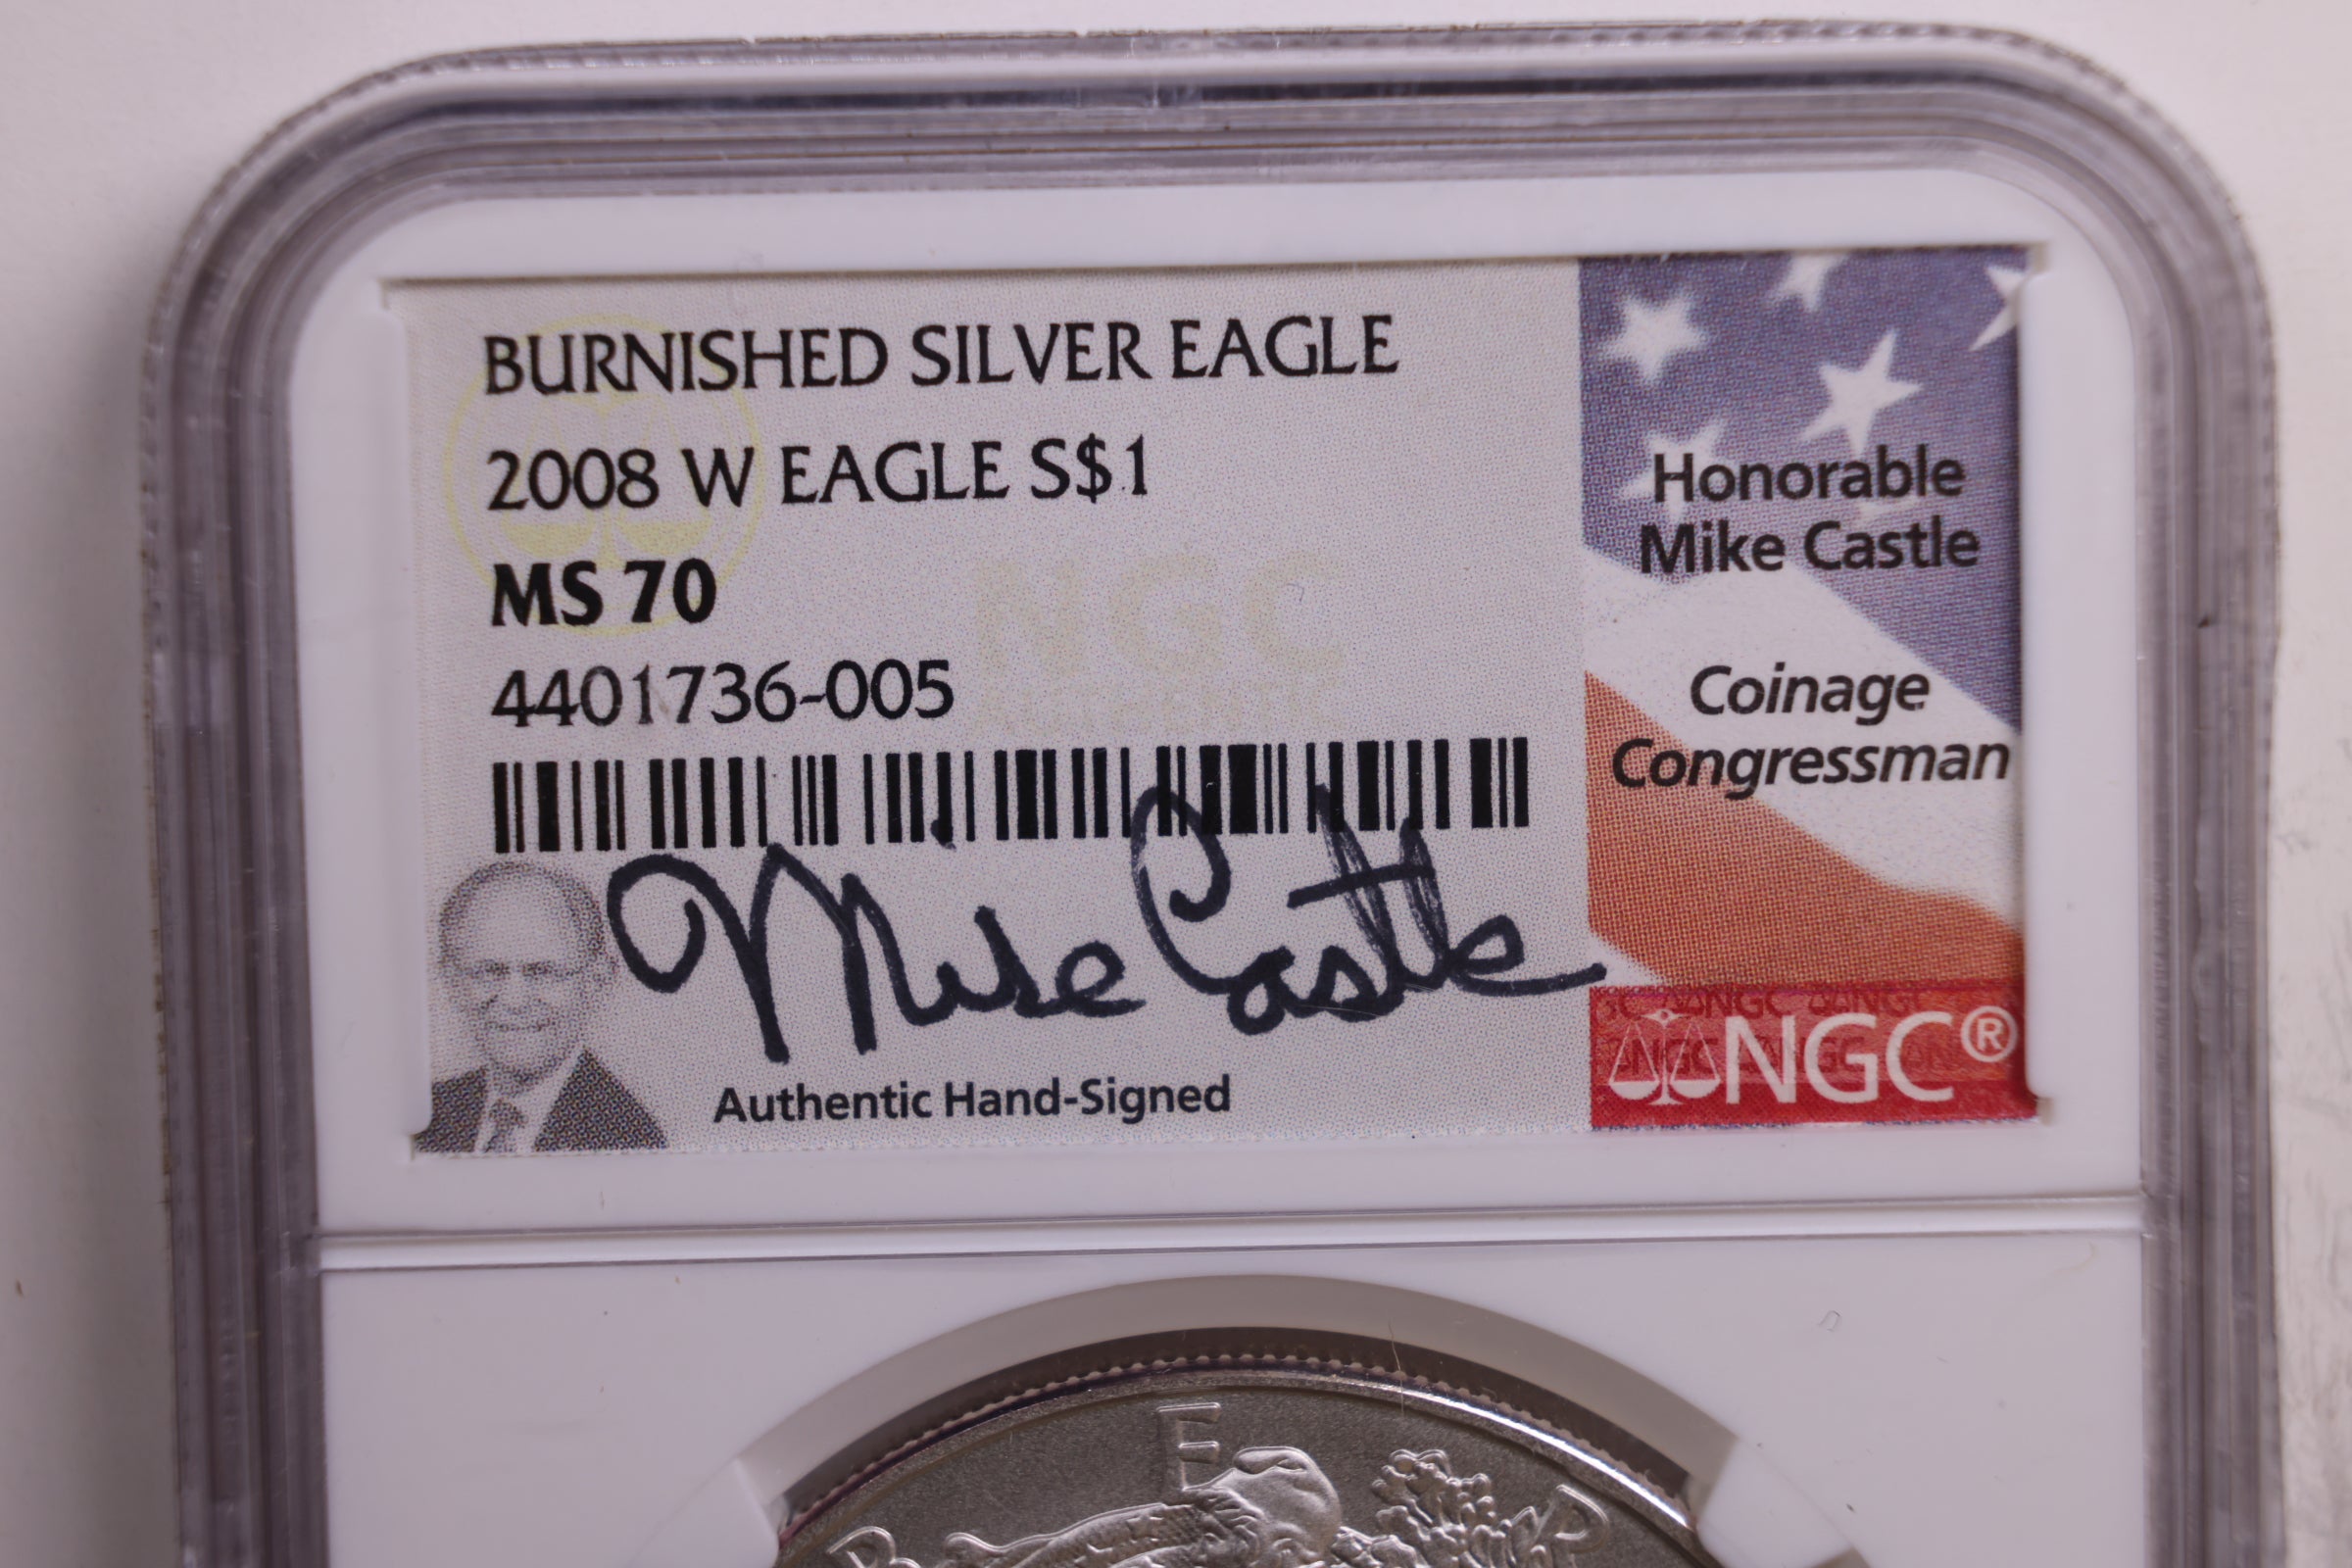 BURNISHED SILVER EAGLE
2008 W EAGLE S$1
MS 70
4401736-005
NGC
Mike Castle
Authentic Hand-Signed
Honorable
Mike Castle
Coinage
Congressman
NGC®
B E R